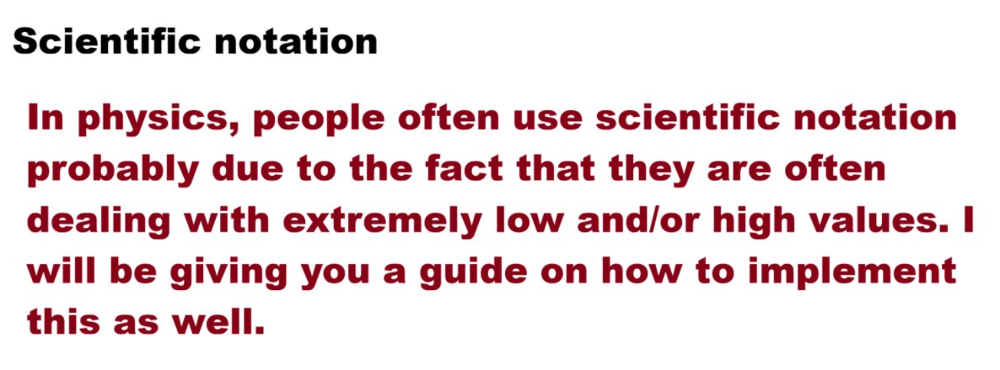 Scientific notation
In physics, people often use scientific notation
probably due to the fact that they are often
dealing with extremely low and/or high values. I
will be giving you a guide on how to implement
this as well.